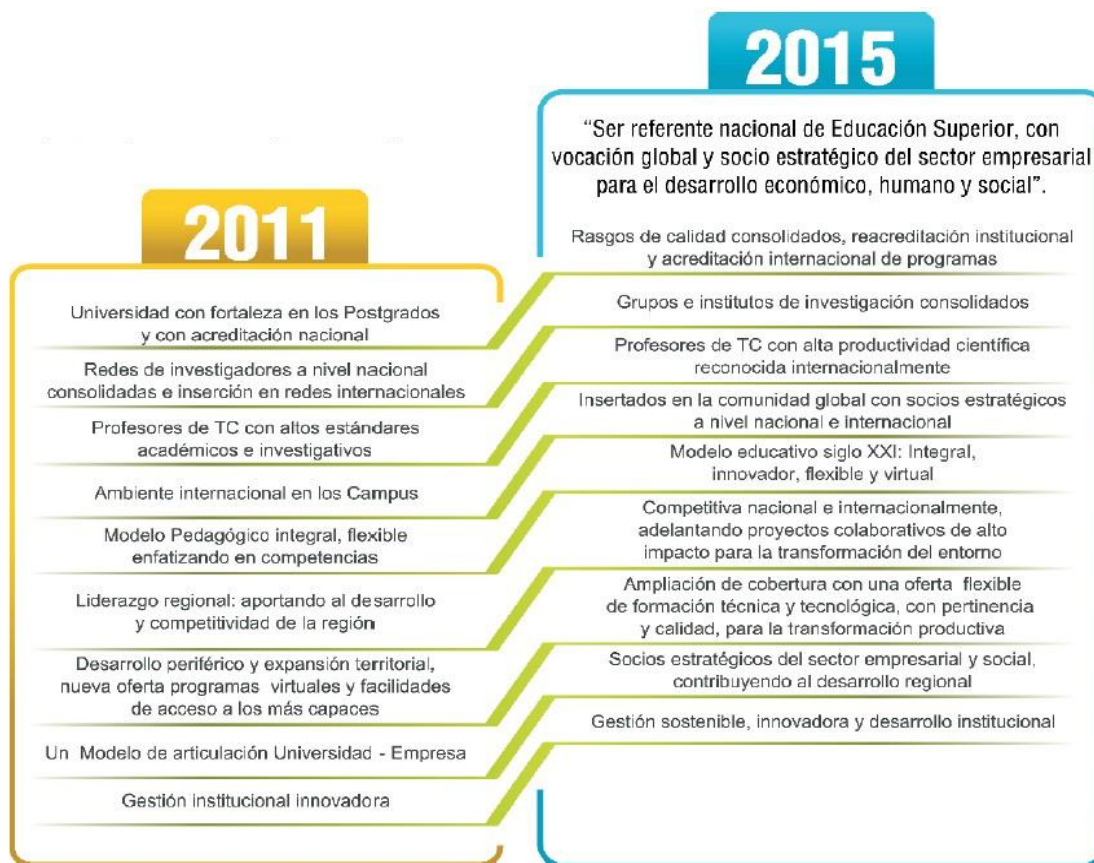 2015
“Ser referente nacional de Educación Superior, con
vocación global y socio estratégico del sector empresarial
para el desarrollo económico, humano y social”.
Rasgos de calidad consolidados, reacreditación institucional
y acreditación internacional de programas
Grupos e institutos de investigación consolidados
Profesores de TC con alta productividad científica
reconocida internacionalmente
Insertados en la comunidad global con socios estratégicos
a nivel nacional e internacional
Modelo educativo siglo XXI: Integral,
innovador, flexible y virtual
Competitiva nacional e internacionalmente,
adelantando proyectos colaborativos de alto
impacto para la transformación del entorno
Ampliación de cobertura con una oferta flexible
de formación técnica y tecnológica, con pertinencia
y calidad, para la transformación productiva
Socios estratégicos del sector empresarial y social,
contribuyendo al desarrollo regional
Gestión sostenible, innovadora y desarrollo institucional
2011
Universidad con fortaleza en los Postgrados
y con acreditación nacional
Redes de investigadores a nivel nacional
consolidadas e inserción en redes internacionales
Profesores de TC con altos estándares
académicos e investigativos
Ambiente internacional en los Campus
Modelo Pedagógico integral, flexible
enfatizando en competencias
Liderazgo regional: aportando al desarrollo
y competitividad de la región
Desarrollo periférico y expansión territorial,
nueva oferta programas virtuales y facilidades
de acceso a los más capaces
Un Modelo de articulación Universidad - Empresa
Gestión institucional innovadora